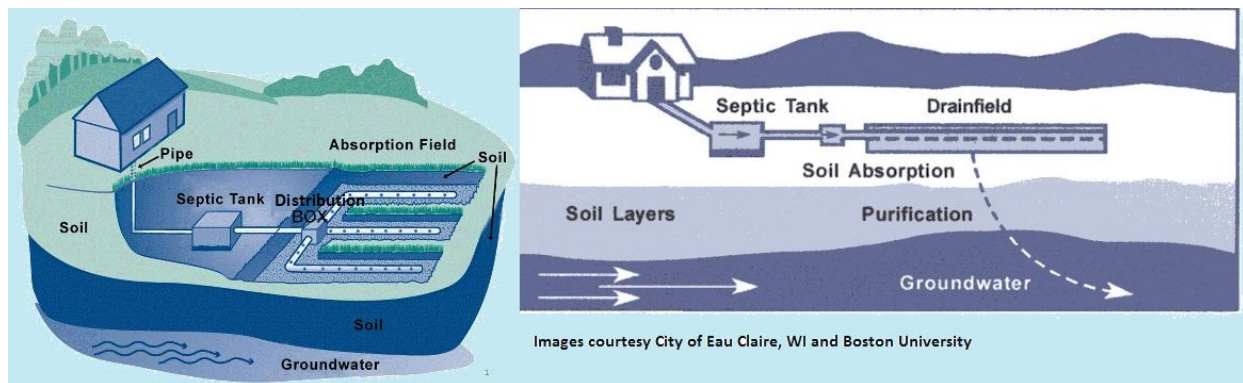 Absorption Field
Pipe
Soil
Septic Tank
Distribution
BOX
Soil
Soil
Groundwater
1
Septic Tank
Drainfield
Soil Absorption
Soil Layers
Purification
Groundwater
Images courtesy City of Eau Claire, WI and Boston University